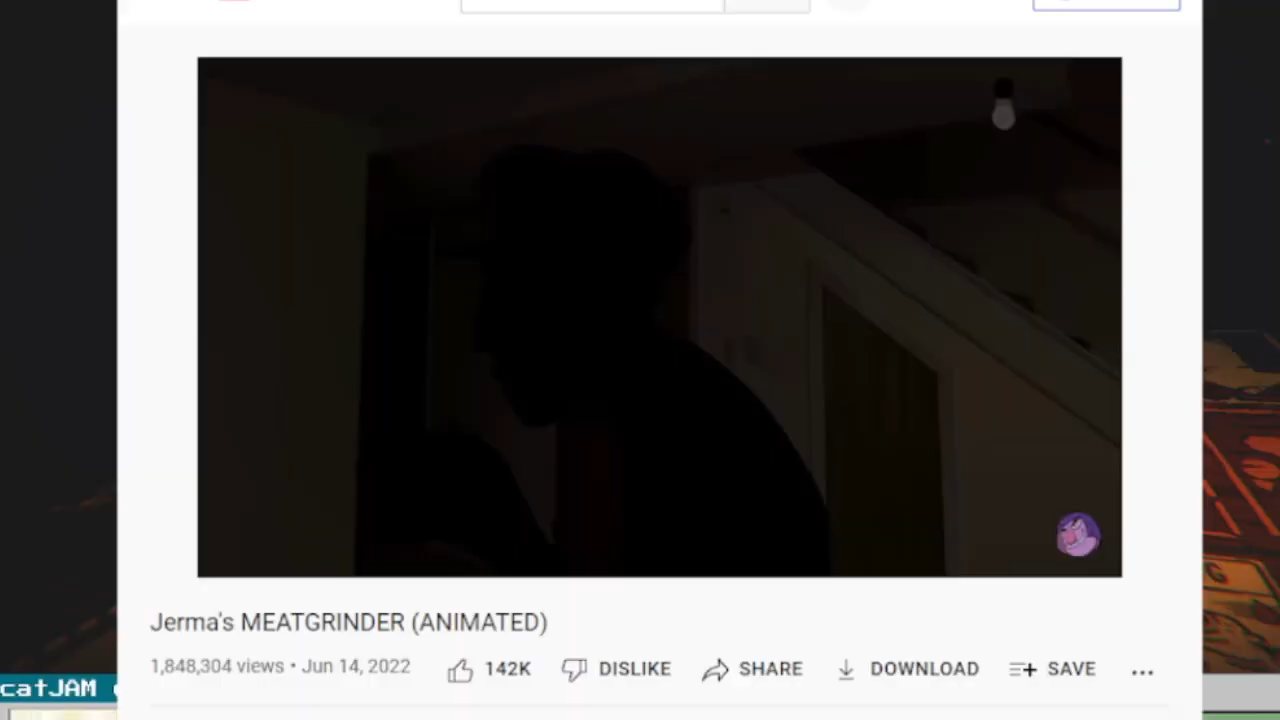 Jerma's MEATGRINDER (ANIMATED)
1,848,304 views • Jun 14, 2022 142K DISLIKE SHARE DOWNLOAD SAVE ...
catJAM